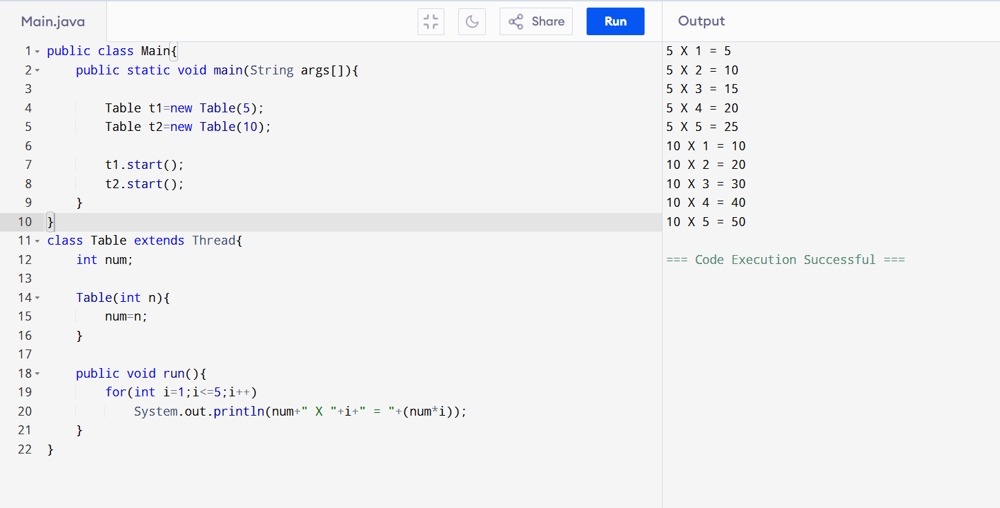 Main.java
Share
Run
Output
1 public class Main{
2     public static void main(String args[]){
3
4         Table t1=new Table(5);
5         Table t2=new Table(10);
6
7         t1.start();
8         t2.start();
9     }
10 }
11 class Table extends Thread{
12     int num;
13
14     Table(int n){
15         num=n;
16     }
17
18     public void run(){
19         for(int i=1;i<=5;i++)
20             System.out.println(num+" X "+i+" = "+(num*i));
21     }
22 }
5 X 1 = 5
5 X 2 = 10
5 X 3 = 15
5 X 4 = 20
5 X 5 = 25
10 X 1 = 10
10 X 2 = 20
10 X 3 = 30
10 X 4 = 40
10 X 5 = 50
=== Code Execution Successful ===